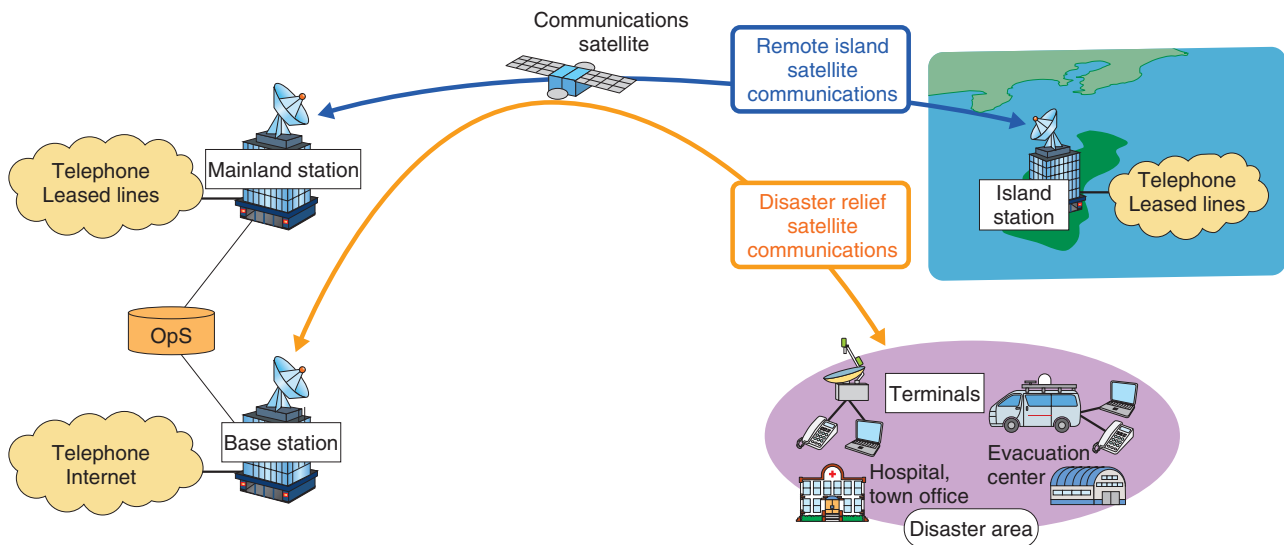 Communications
satellite
Remote island
satellite
communications
Telephone
Leased lines
Mainland station
Island
station
Telephone
Leased lines
Disaster relief
satellite
communications
OpS
Telephone
Internet
Base station
Terminals
Hospital,
town office
Evacuation
center
Disaster area